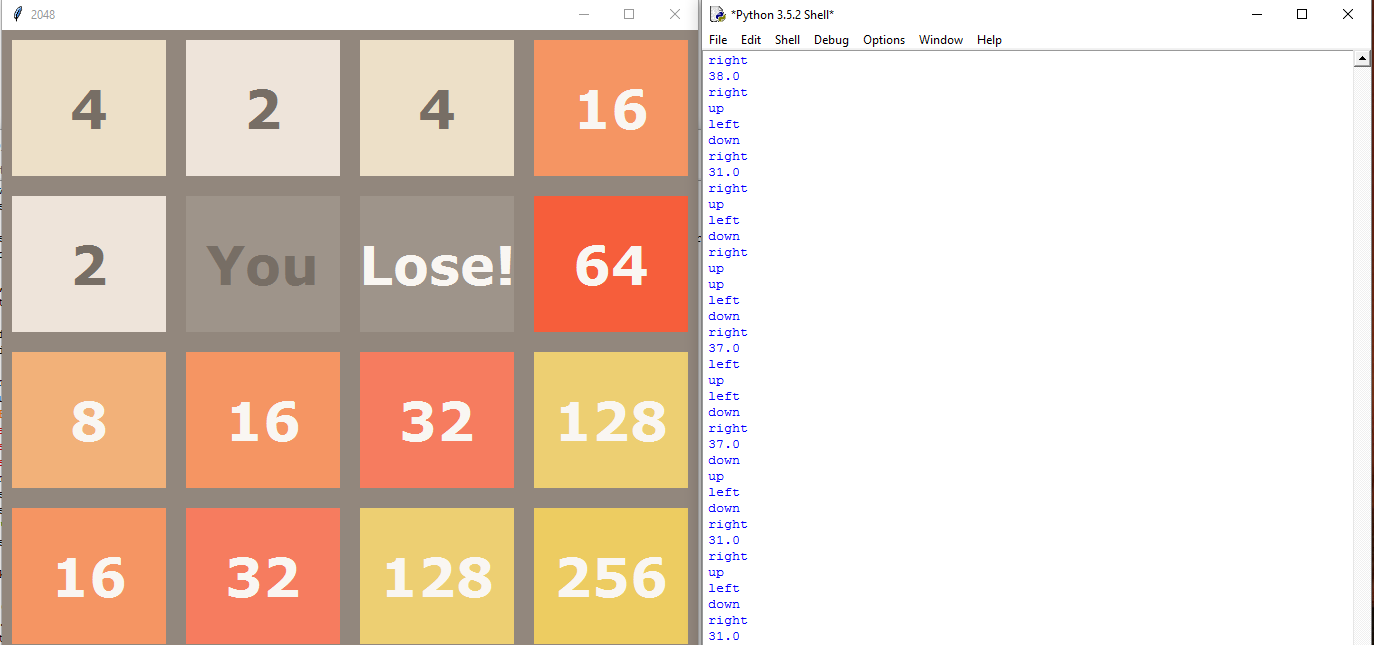 2048
4 2 4 16
2 You Lose! 64
8 16 32 128
16 32 128 256
*Python 3.5.2 Shell*
File Edit Shell Debug Options Window Help
right
38.0
right
up
left
down
right
31.0
right
up
left
down
right
up
up
left
down
right
37.0
left
up
left
down
right
37.0
down
up
left
down
right
31.0
right
up
left
down
right
31.0